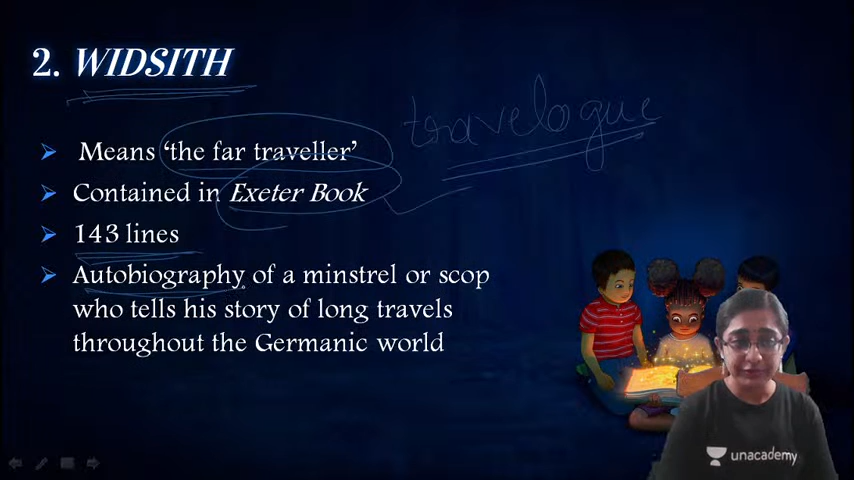 2. WIDSITH
travelogue
Means ‘the far traveller’
Contained in Exeter Book
143 lines
Autobiography of a minstrel or scop
who tells his story of long travels
throughout the Germanic world
unacademy